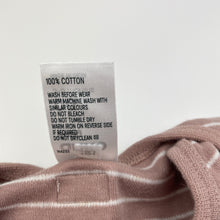 100% COTTON
WASH BEFORE WEAR
WARM MACHINE WASH WITH
SIMILAR COLOURS
DO NOT BLEACH
DO NOT TUMBLE DRY
WARM IRON ON REVERSE SIDE
IF REQUIRED
DO NOT DRYCLEAN